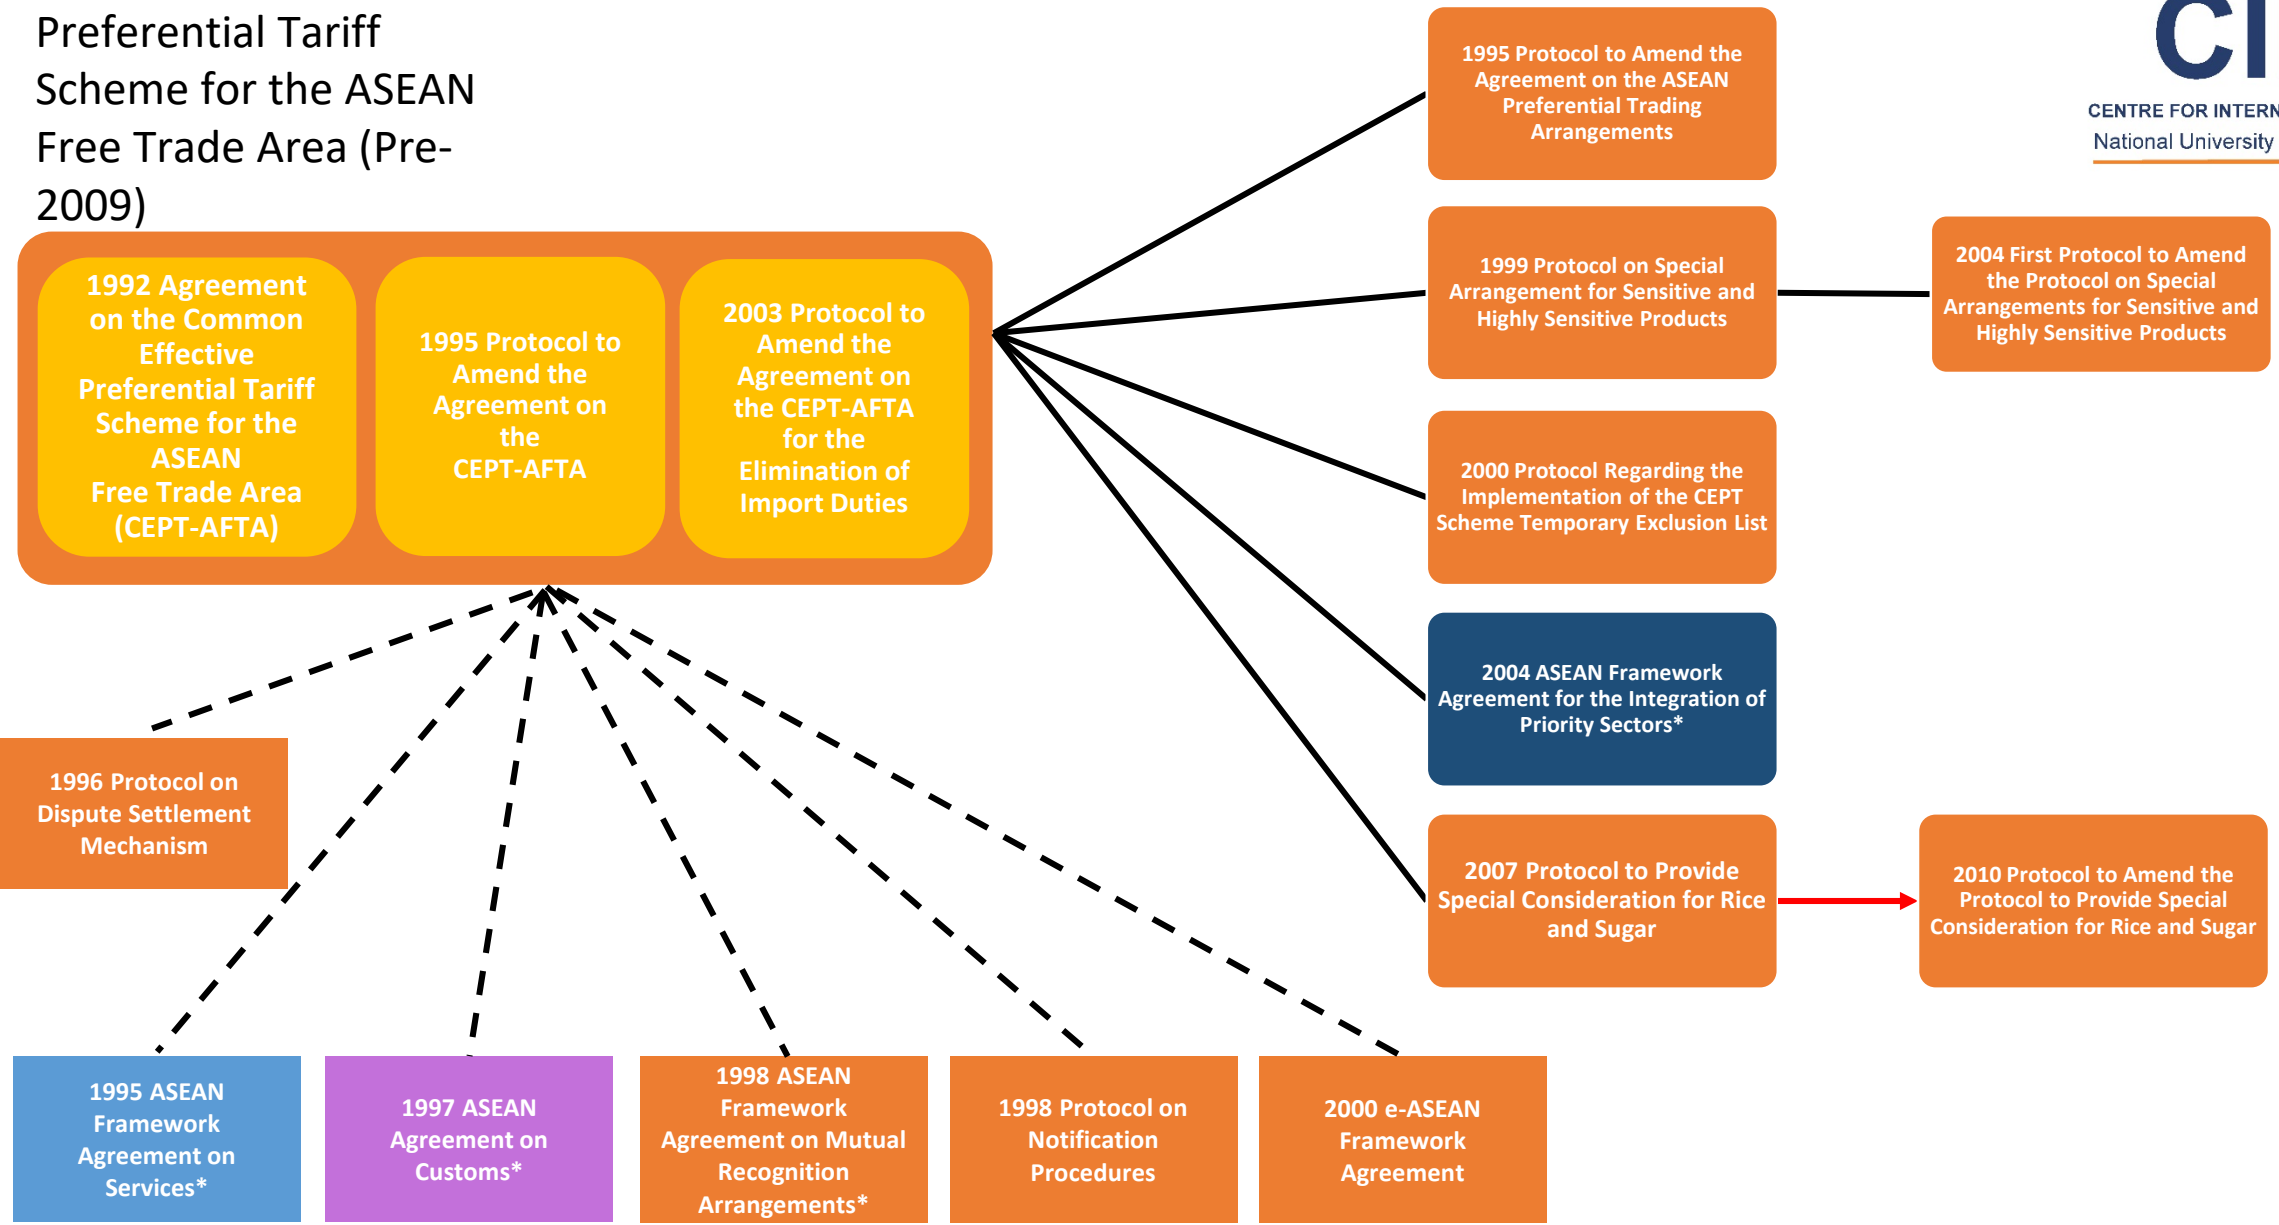 Preferential Tariff
Scheme for the ASEAN
Free Trade Area (Pre-
2009)
CI
CENTRE FOR INTERN
National University
1992 Agreement
on the Common
Effective
Preferential Tariff
Scheme for the
ASEAN
Free Trade Area
(CEPT-AFTA)
1995 Protocol to
Amend the
Agreement on
the
CEPT-AFTA
2003 Protocol to
Amend the
Agreement on
the CEPT-AFTA
for the
Elimination of
Import Duties
1995 Protocol to Amend the
Agreement on the ASEAN
Preferential Trading
Arrangements
1999 Protocol on Special
Arrangement for Sensitive and
Highly Sensitive Products
2004 First Protocol to Amend
the Protocol on Special
Arrangements for Sensitive and
Highly Sensitive Products
2000 Protocol Regarding the
Implementation of the CEPT
Scheme Temporary Exclusion List
2004 ASEAN Framework
Agreement for the Integration of
Priority Sectors*
2007 Protocol to Provide
Special Consideration for Rice
and Sugar
2010 Protocol to Amend the
Protocol to Provide Special
Consideration for Rice and Sugar
1996 Protocol on
Dispute Settlement
Mechanism
1995 ASEAN
Framework
Agreement on
Services*
1997 ASEAN
Agreement on
Customs*
1998 ASEAN
Framework
Agreement on Mutual
Recognition
Arrangements*
1998 Protocol on
Notification
Procedures
2000 e-ASEAN
Framework
Agreement